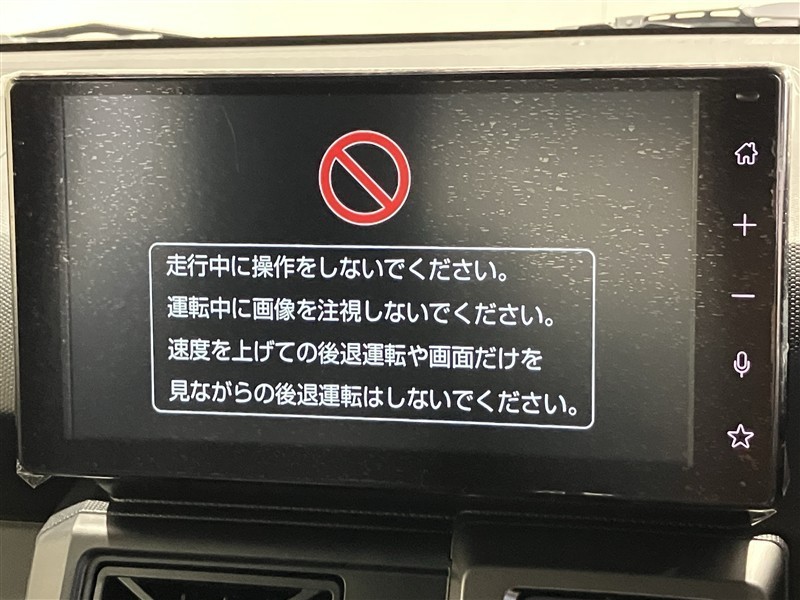 走行中に操作をしないでください。
運転中に画像を注視しないでください。
速度を上げての後退運転や画面だけを
見ながらの後退運転はしないでください。